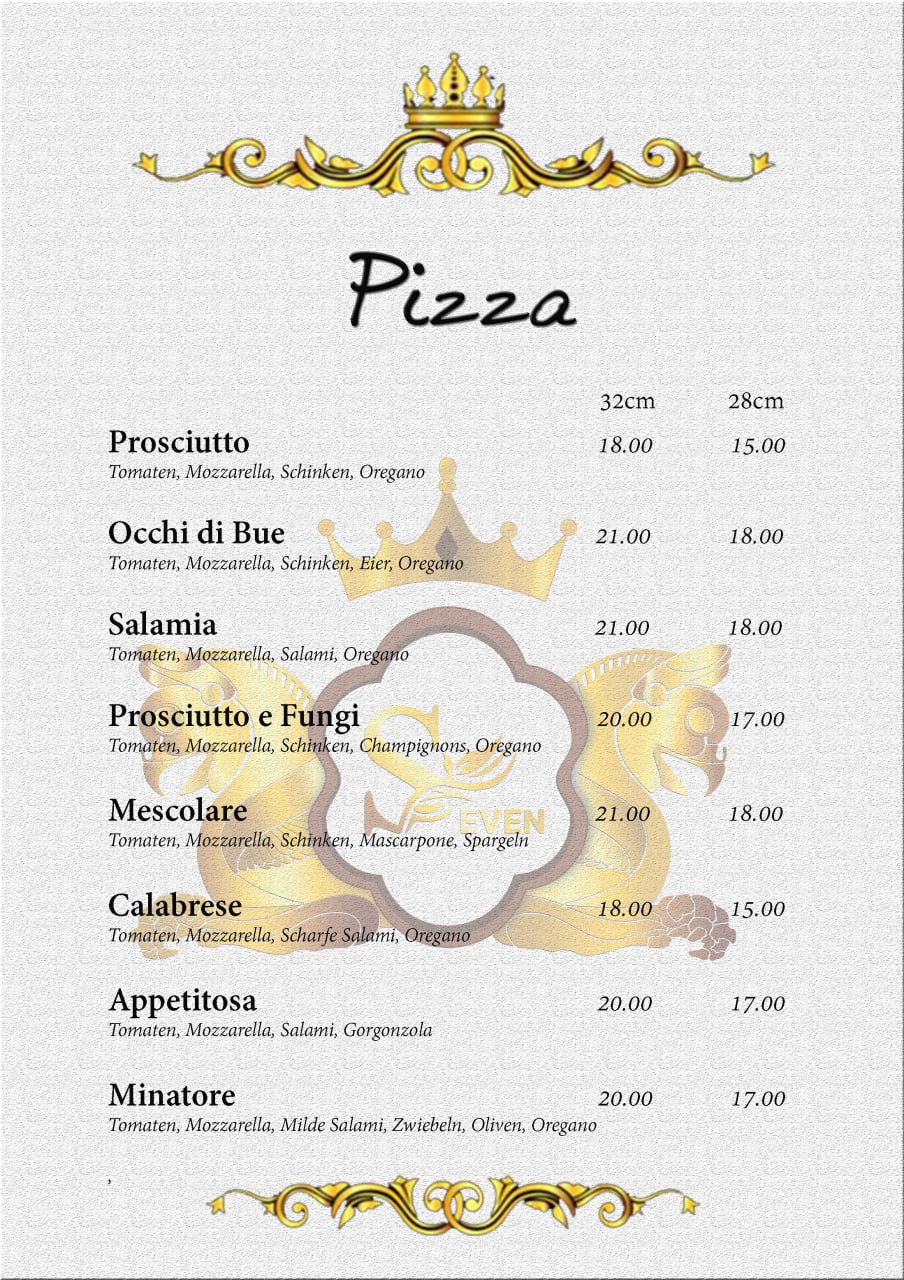 Pizza
32cm 28cm
Prosciutto 18.00 15.00
Tomaten, Mozzarella, Schinken, Oregano
Occhi di Bue 21.00 18.00
Tomaten, Mozzarella, Schinken, Eier, Oregano
Salamia 21.00 18.00
Tomaten, Mozzarella, Salami, Oregano
Prosciutto e Fungi 20.00 17.00
Tomaten, Mozzarella, Schinken, Champignons, Oregano
SEVEN
Mescolare 21.00 18.00
Tomaten, Mozzarella, Schinken, Mascarpone, Spargeln
Calabrese 18.00 15.00
Tomaten, Mozzarella, Scharfe Salami, Oregano
Appetitosa 20.00 17.00
Tomaten, Mozzarella, Salami, Gorgonzola
Minatore 20.00 17.00
Tomaten, Mozzarella, Milde Salami, Zwiebeln, Oliven, Oregano
,